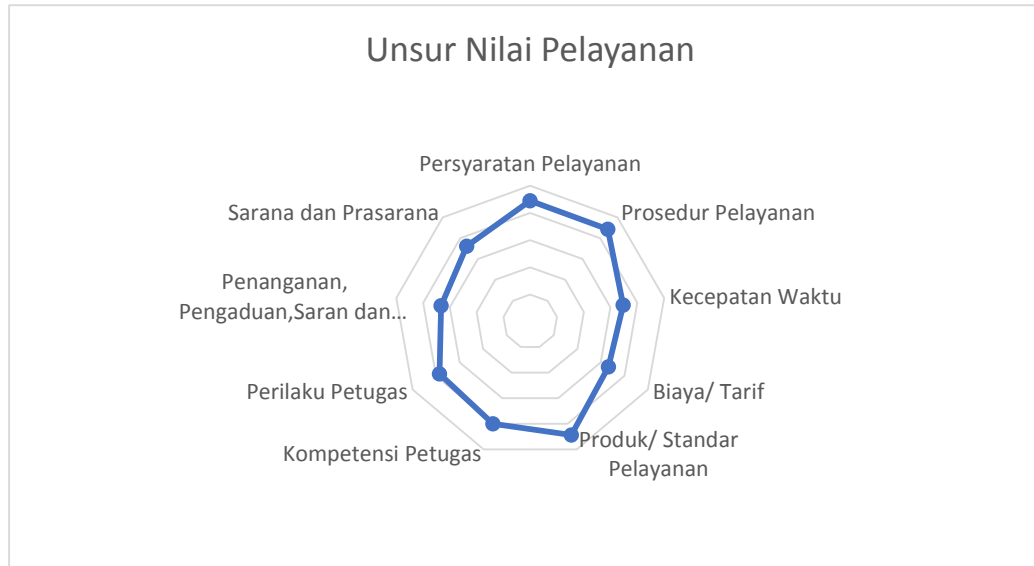 Unsur Nilai Pelayanan
Persyaratan Pelayanan
Prosedur Pelayanan
Kecepatan Waktu
Biaya/ Tarif
Produk/ Standar
Pelayanan
Kompetensi Petugas
Perilaku Petugas
Penanganan,
Pengaduan,Saran dan...
Sarana dan Prasarana